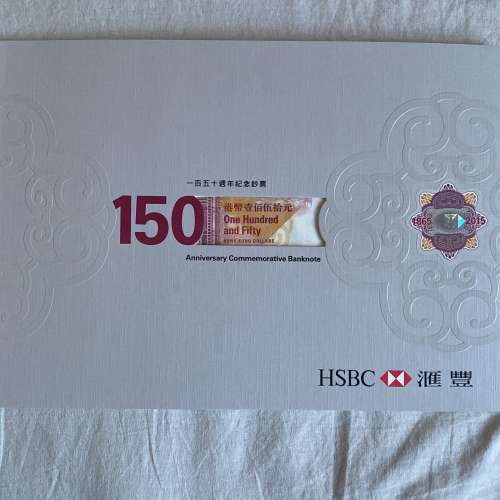 一百五十週年紀念鈔票
150
港幣壹佰伍拾元
One Hundred
and Fifty
HONG KONG DOLLARS
Anniversary Commemorative Banknote
1865 2015
HSBC 滙豐